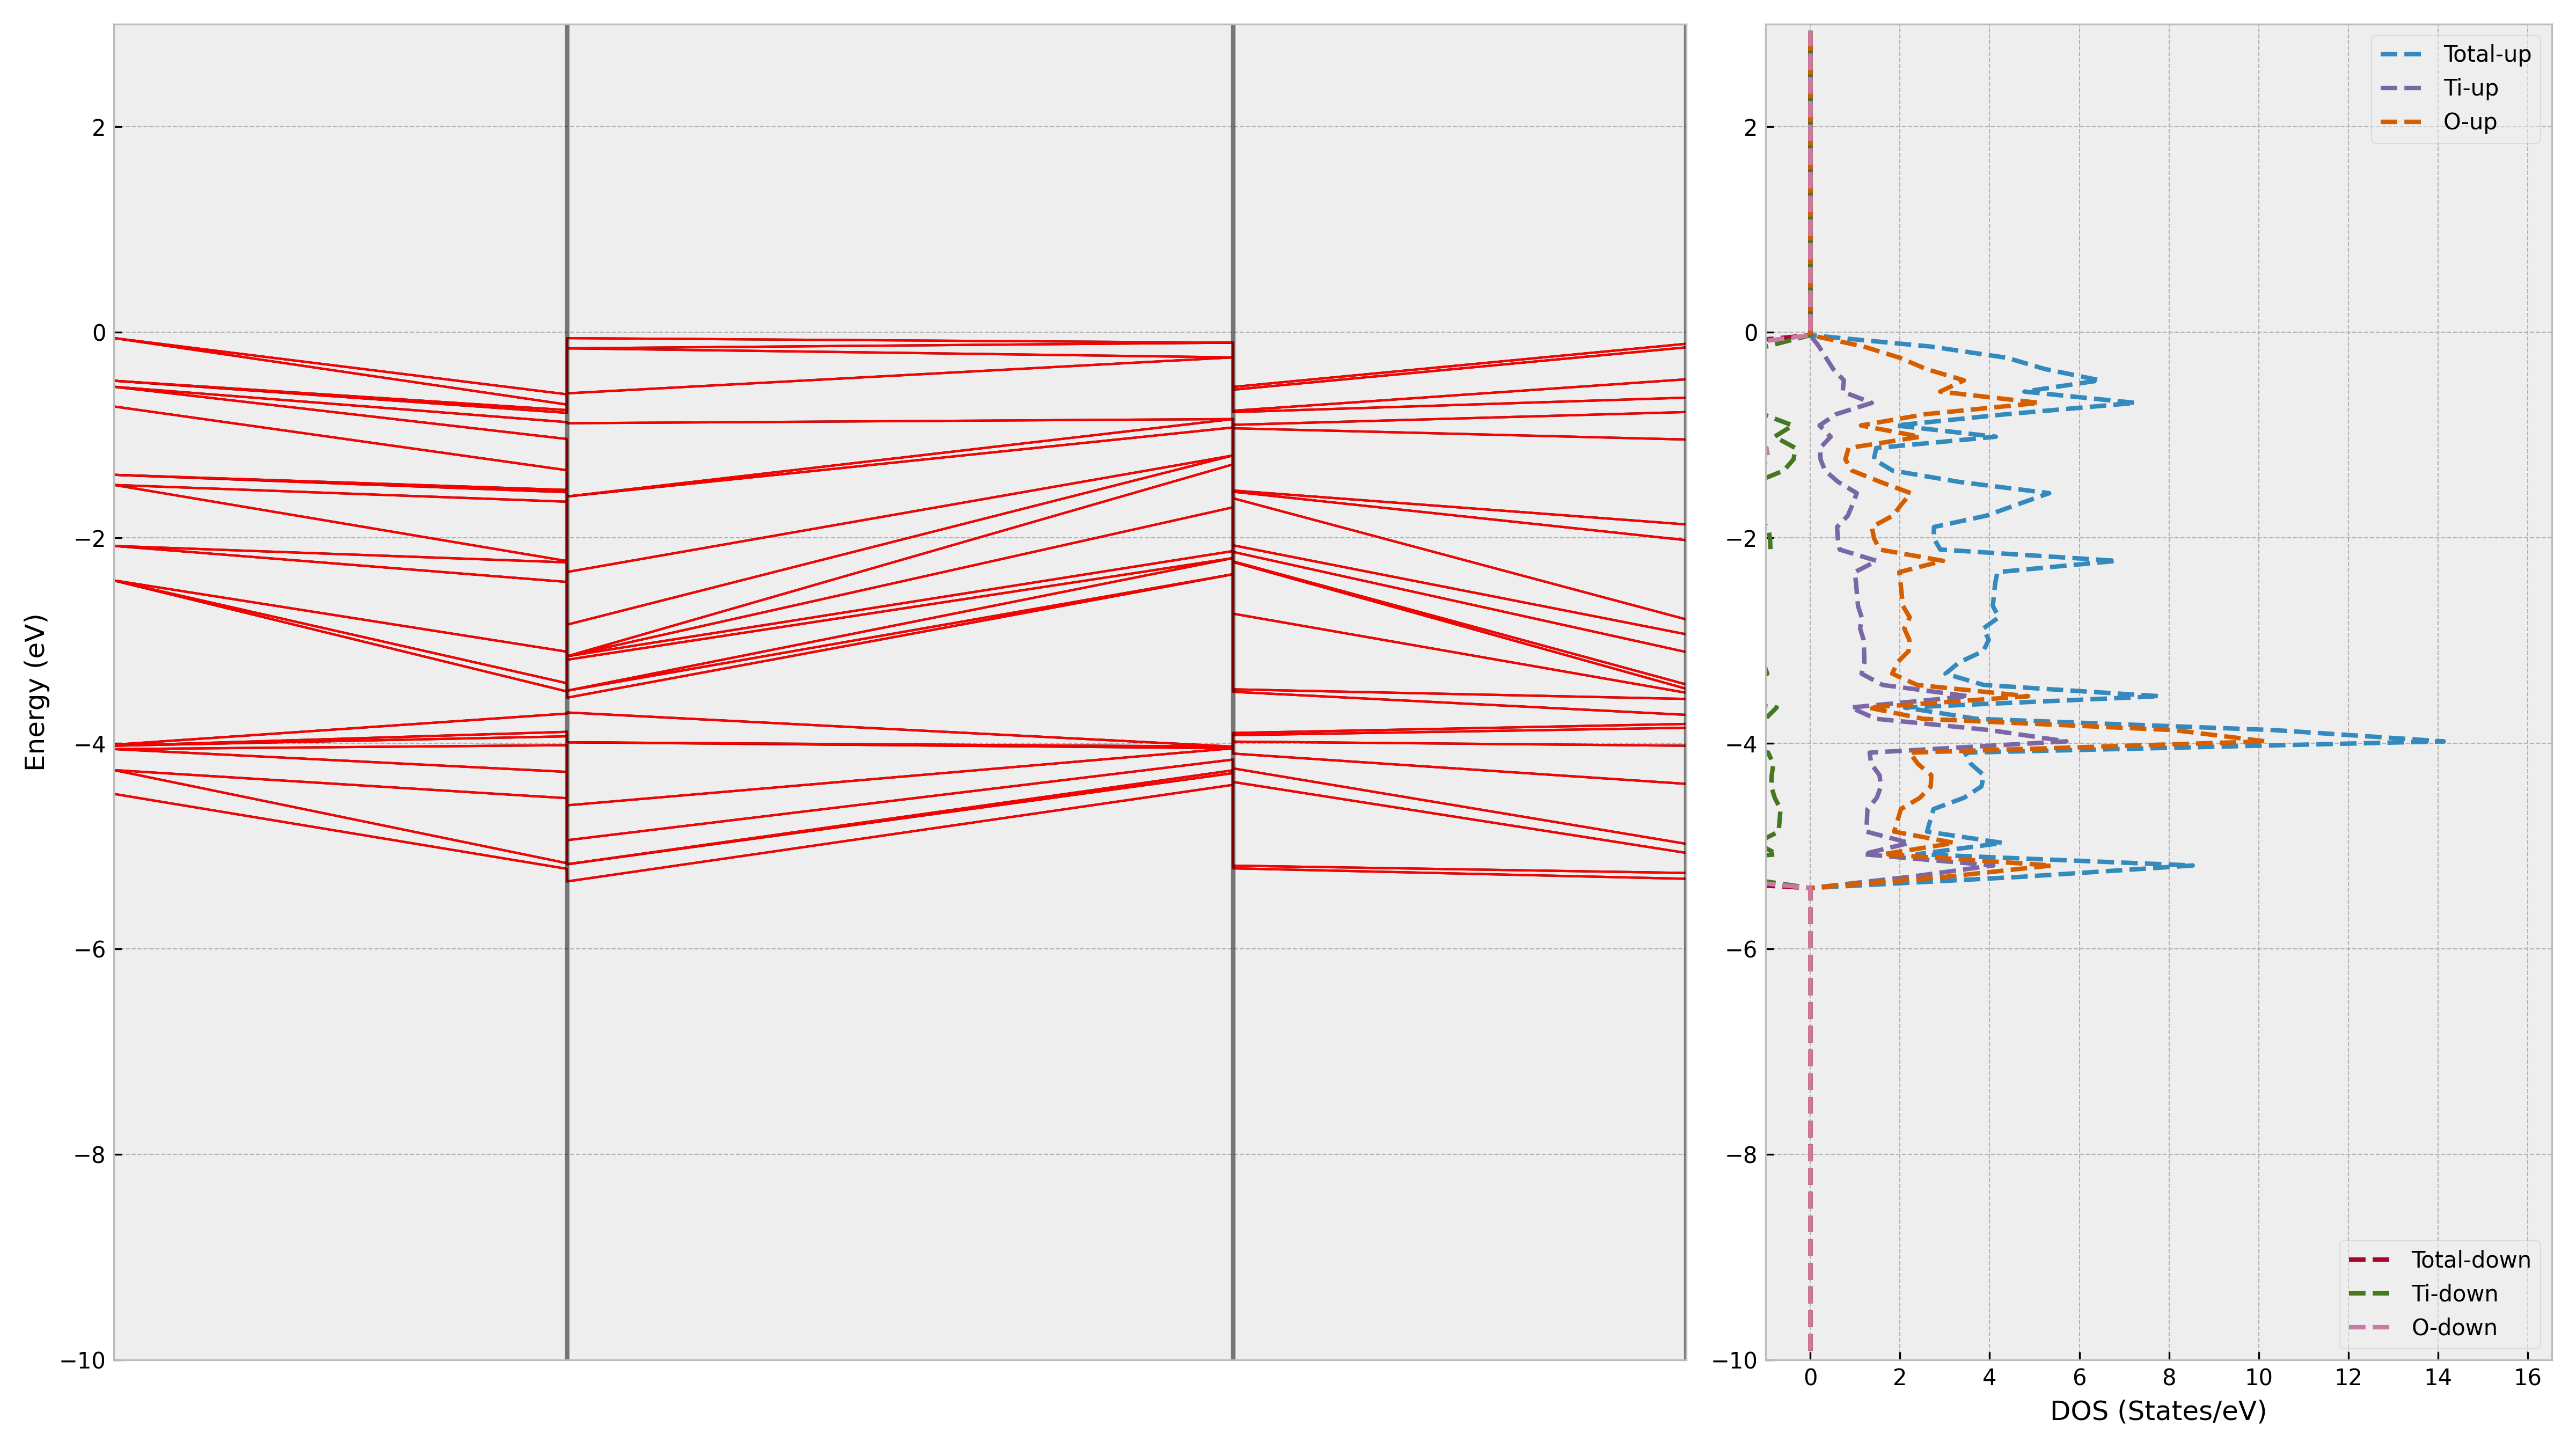 Energy (eV)
2
0
−2
−4
−6
−8
−10
2
0
−2
−4
−6
−8
−10
Total-up
Ti-up
O-up
Total-down
Ti-down
O-down
0 2 4 6 8 10 12 14 16
DOS (States/eV)